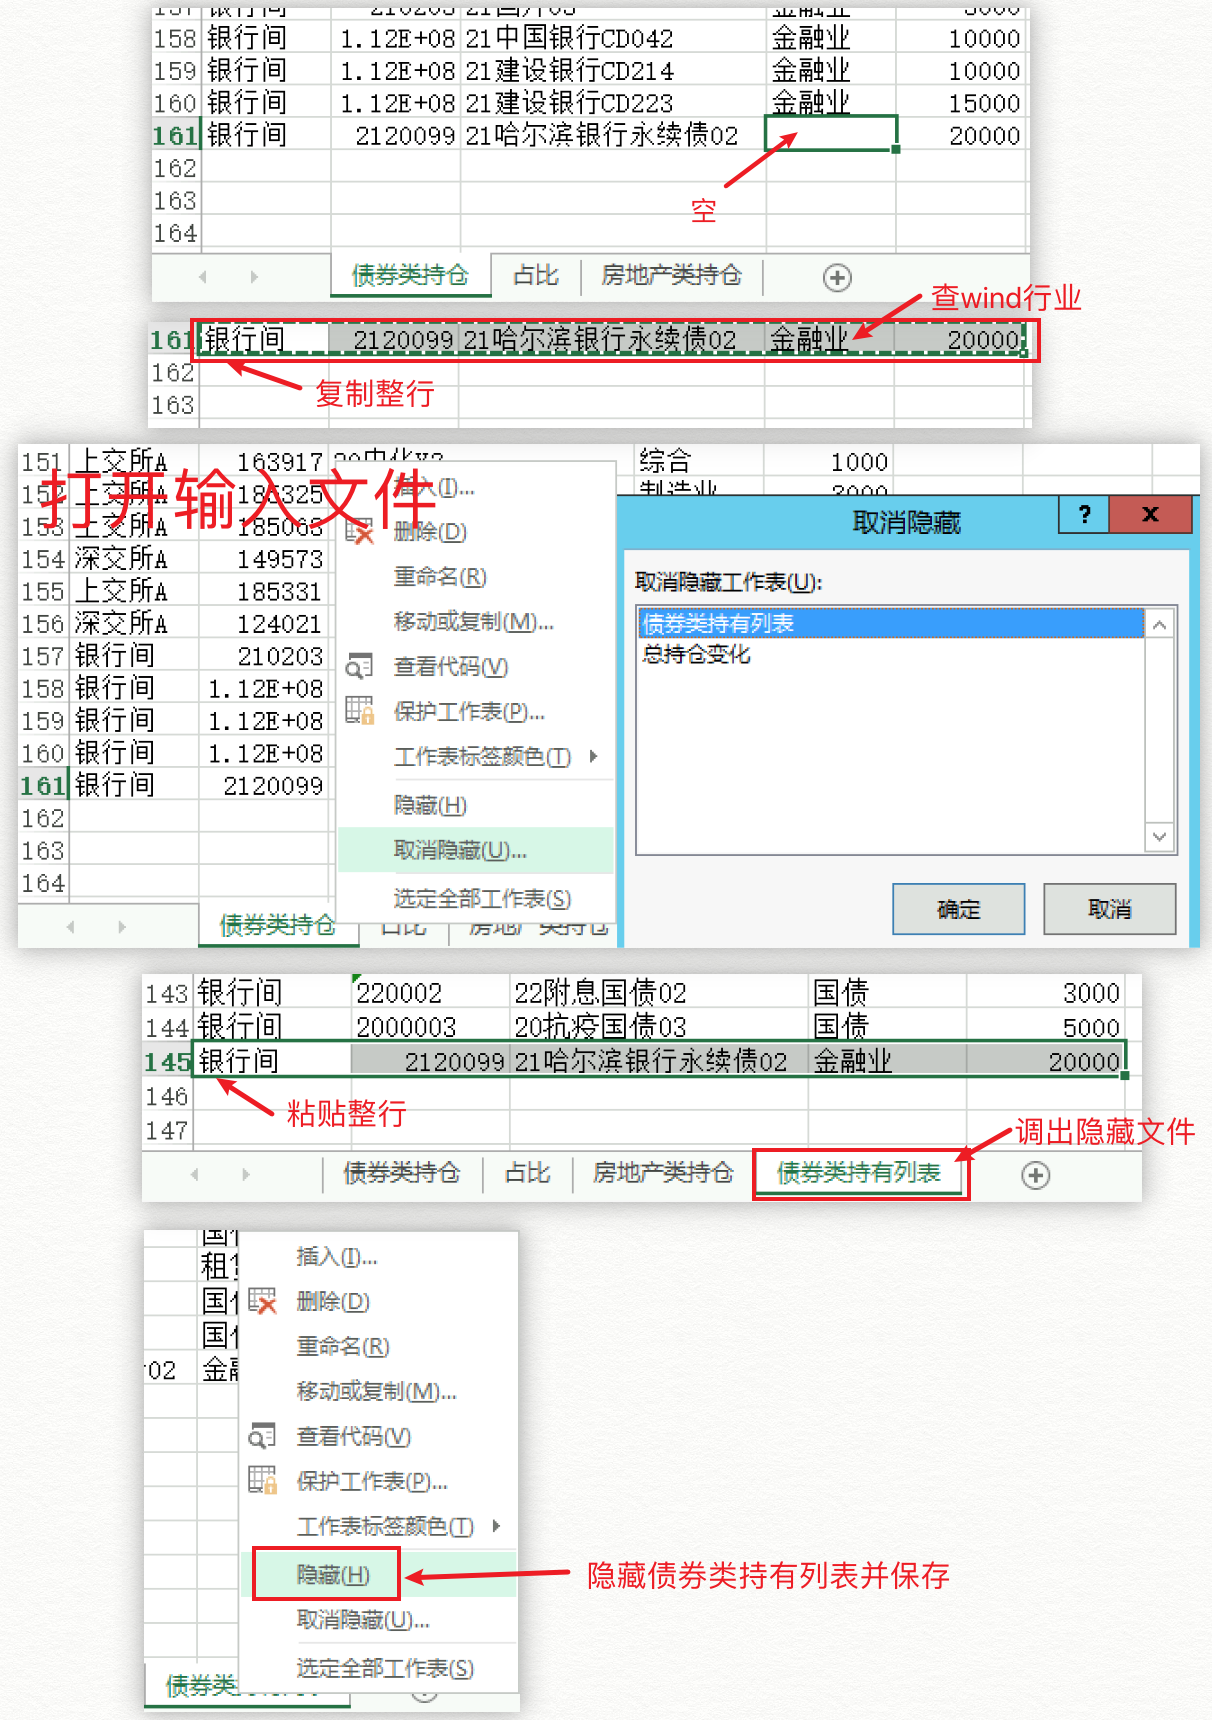 157 银行间 210203 21国开03 金融业 3000
158 银行间 1.12E+08 21中国银行CD042 金融业 10000
159 银行间 1.12E+08 21建设银行CD214 金融业 10000
160 银行间 1.12E+08 21建设银行CD223 金融业 15000
161 银行间 2120099 21哈尔滨银行永续债02 20000
162
163
空
164
债券类持仓 占比 房地产类持仓
查wind行业
161 银行间 2120099 21哈尔滨银行永续债02 金融业 20000
162
复制整行
163
151 上交所A 163917 综合 1000
打开输入文件
152 上交所A 185325 制造业 2000
153 上交所A
154 深交所A 149573
155 上交所A 185331
156 深交所A 124021
157 银行间 210203
158 银行间 1.12E+08
159 银行间 1.12E+08
160 银行间 1.12E+08
161 银行间 2120099
162
163
164
债券类持仓 占比 房地产类持仓
插入(I)...
删除(D)
重命名(R)
移动或复制(M)...
查看代码(V)
保护工作表(P)...
工作表标签颜色(T)
隐藏(H)
取消隐藏(U)...
选定全部工作表(S)
取消隐藏 ? x
取消隐藏工作表(U):
债券类持有列表
总持仓变化
确定 取消
143 银行间 220002 22附息国债02 国债 3000
144 银行间 2000003 20抗疫国债03 国债 5000
145 银行间 2120099 21哈尔滨银行永续债02 金融业 20000
146
粘贴整行
147
调出隐藏文件
债券类持仓 占比 房地产类持仓 债券类持有列表
插入(I)...
删除(D)
重命名(R)
移动或复制(M)...
02
查看代码(V)
保护工作表(P)...
工作表标签颜色(T)
隐藏(H)
隐藏债券类持有列表并保存
取消隐藏(U)...
选定全部工作表(S)
债券类